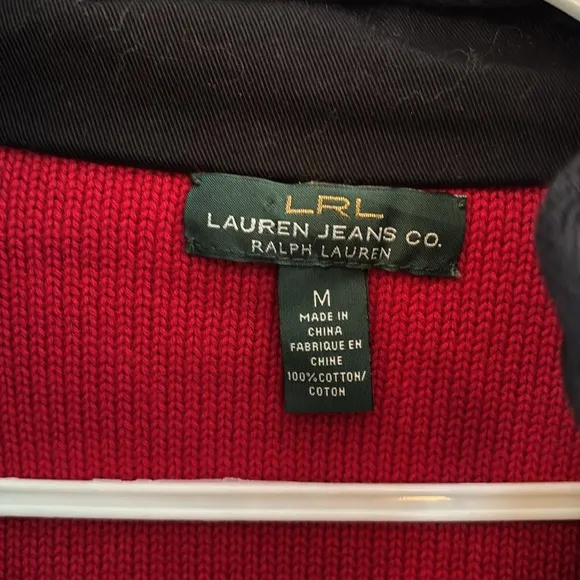 LRL
LAUREN JEANS CO.
RALPH LAUREN
M
MADE IN
CHINA
FABRIQUE EN
CHINE
100%COTTON/
COTON